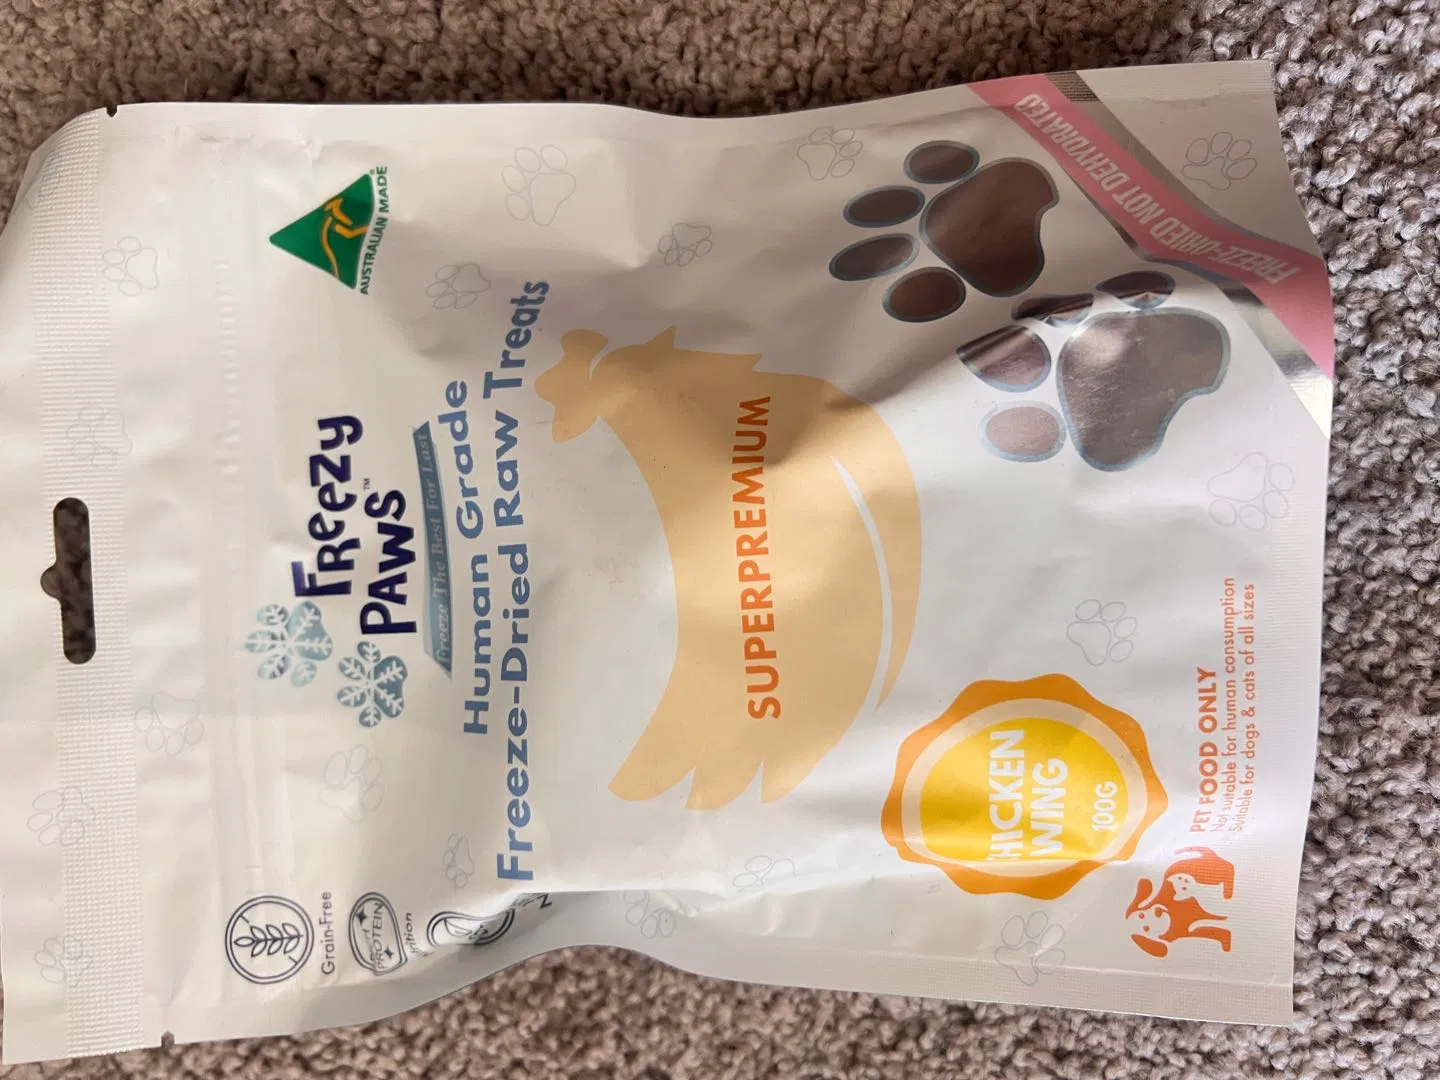 AUSTRALIAN MADE
FReezy
PAWS™
Freeze The Best For Last
Human Grade
Freeze-Dried Raw Treats
Grain-Free
PROTEIN
SUPERPREMIUM
WING
100G
FREEZE-DRIED NOT DEHYDRATED
PET FOOD ONLY
Not suitable for human consumption
Suitable for dogs & cats of all sizes